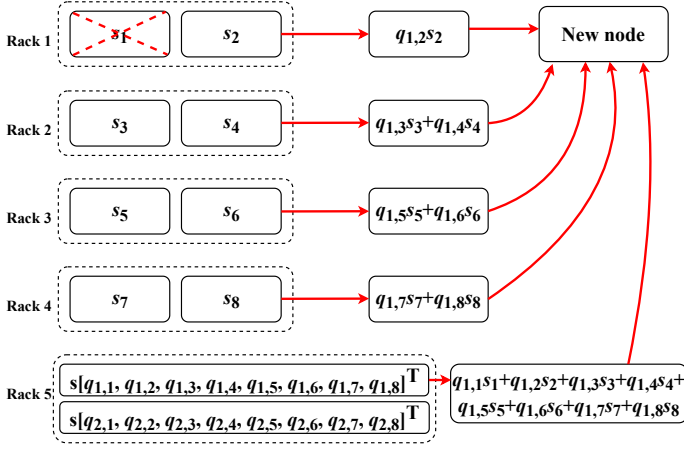 Rack 1 s₁ s₂ q₁,₂s₂ New node
Rack 2 s₃ s₄ q₁,₃s₃+q₁,₄s₄
Rack 3 s₅ s₆ q₁,₅s₅+q₁,₆s₆
Rack 4 s₇ s₈ q₁,₇s₇+q₁,₈s₈
Rack 5
s[q₁,₁, q₁,₂, q₁,₃, q₁,₄, q₁,₅, q₁,₆, q₁,₇, q₁,₈]ᵀ
s[q₂,₁, q₂,₂, q₂,₃, q₂,₄, q₂,₅, q₂,₆, q₂,₇, q₂,₈]ᵀ
q₁,₁s₁+q₁,₂s₂+q₁,₃s₃+q₁,₄s₄+
q₁,₅s₅+q₁,₆s₆+q₁,₇s₇+q₁,₈s₈